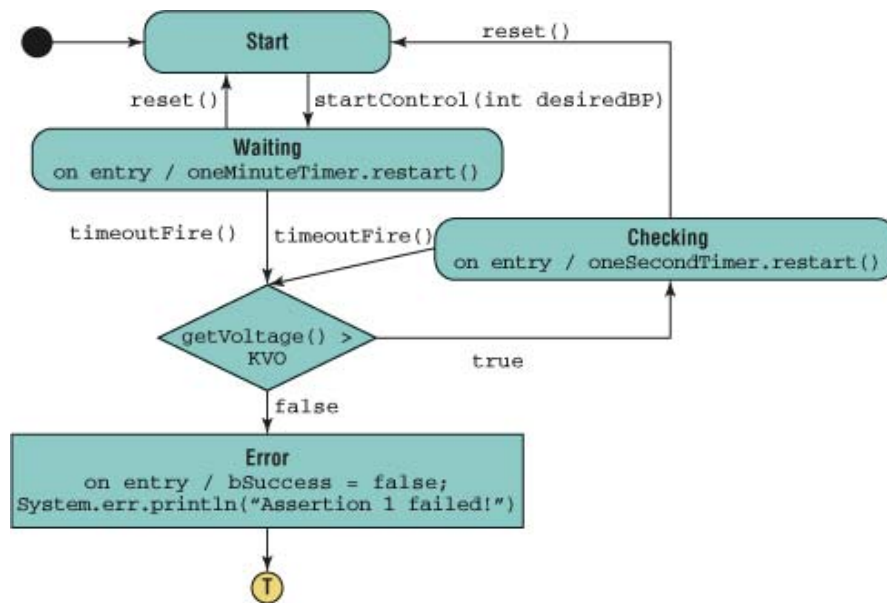 Start
reset()
reset()
startControl(int desiredBP)
Waiting
on entry / oneMinuteTimer.restart()
timeoutFire()
timeoutFire()
Checking
on entry / oneSecondTimer.restart()
getVoltage() >
KVO
true
false
Error
on entry / bSuccess = false;
System.err.println(“Assertion 1 failed!”)
T